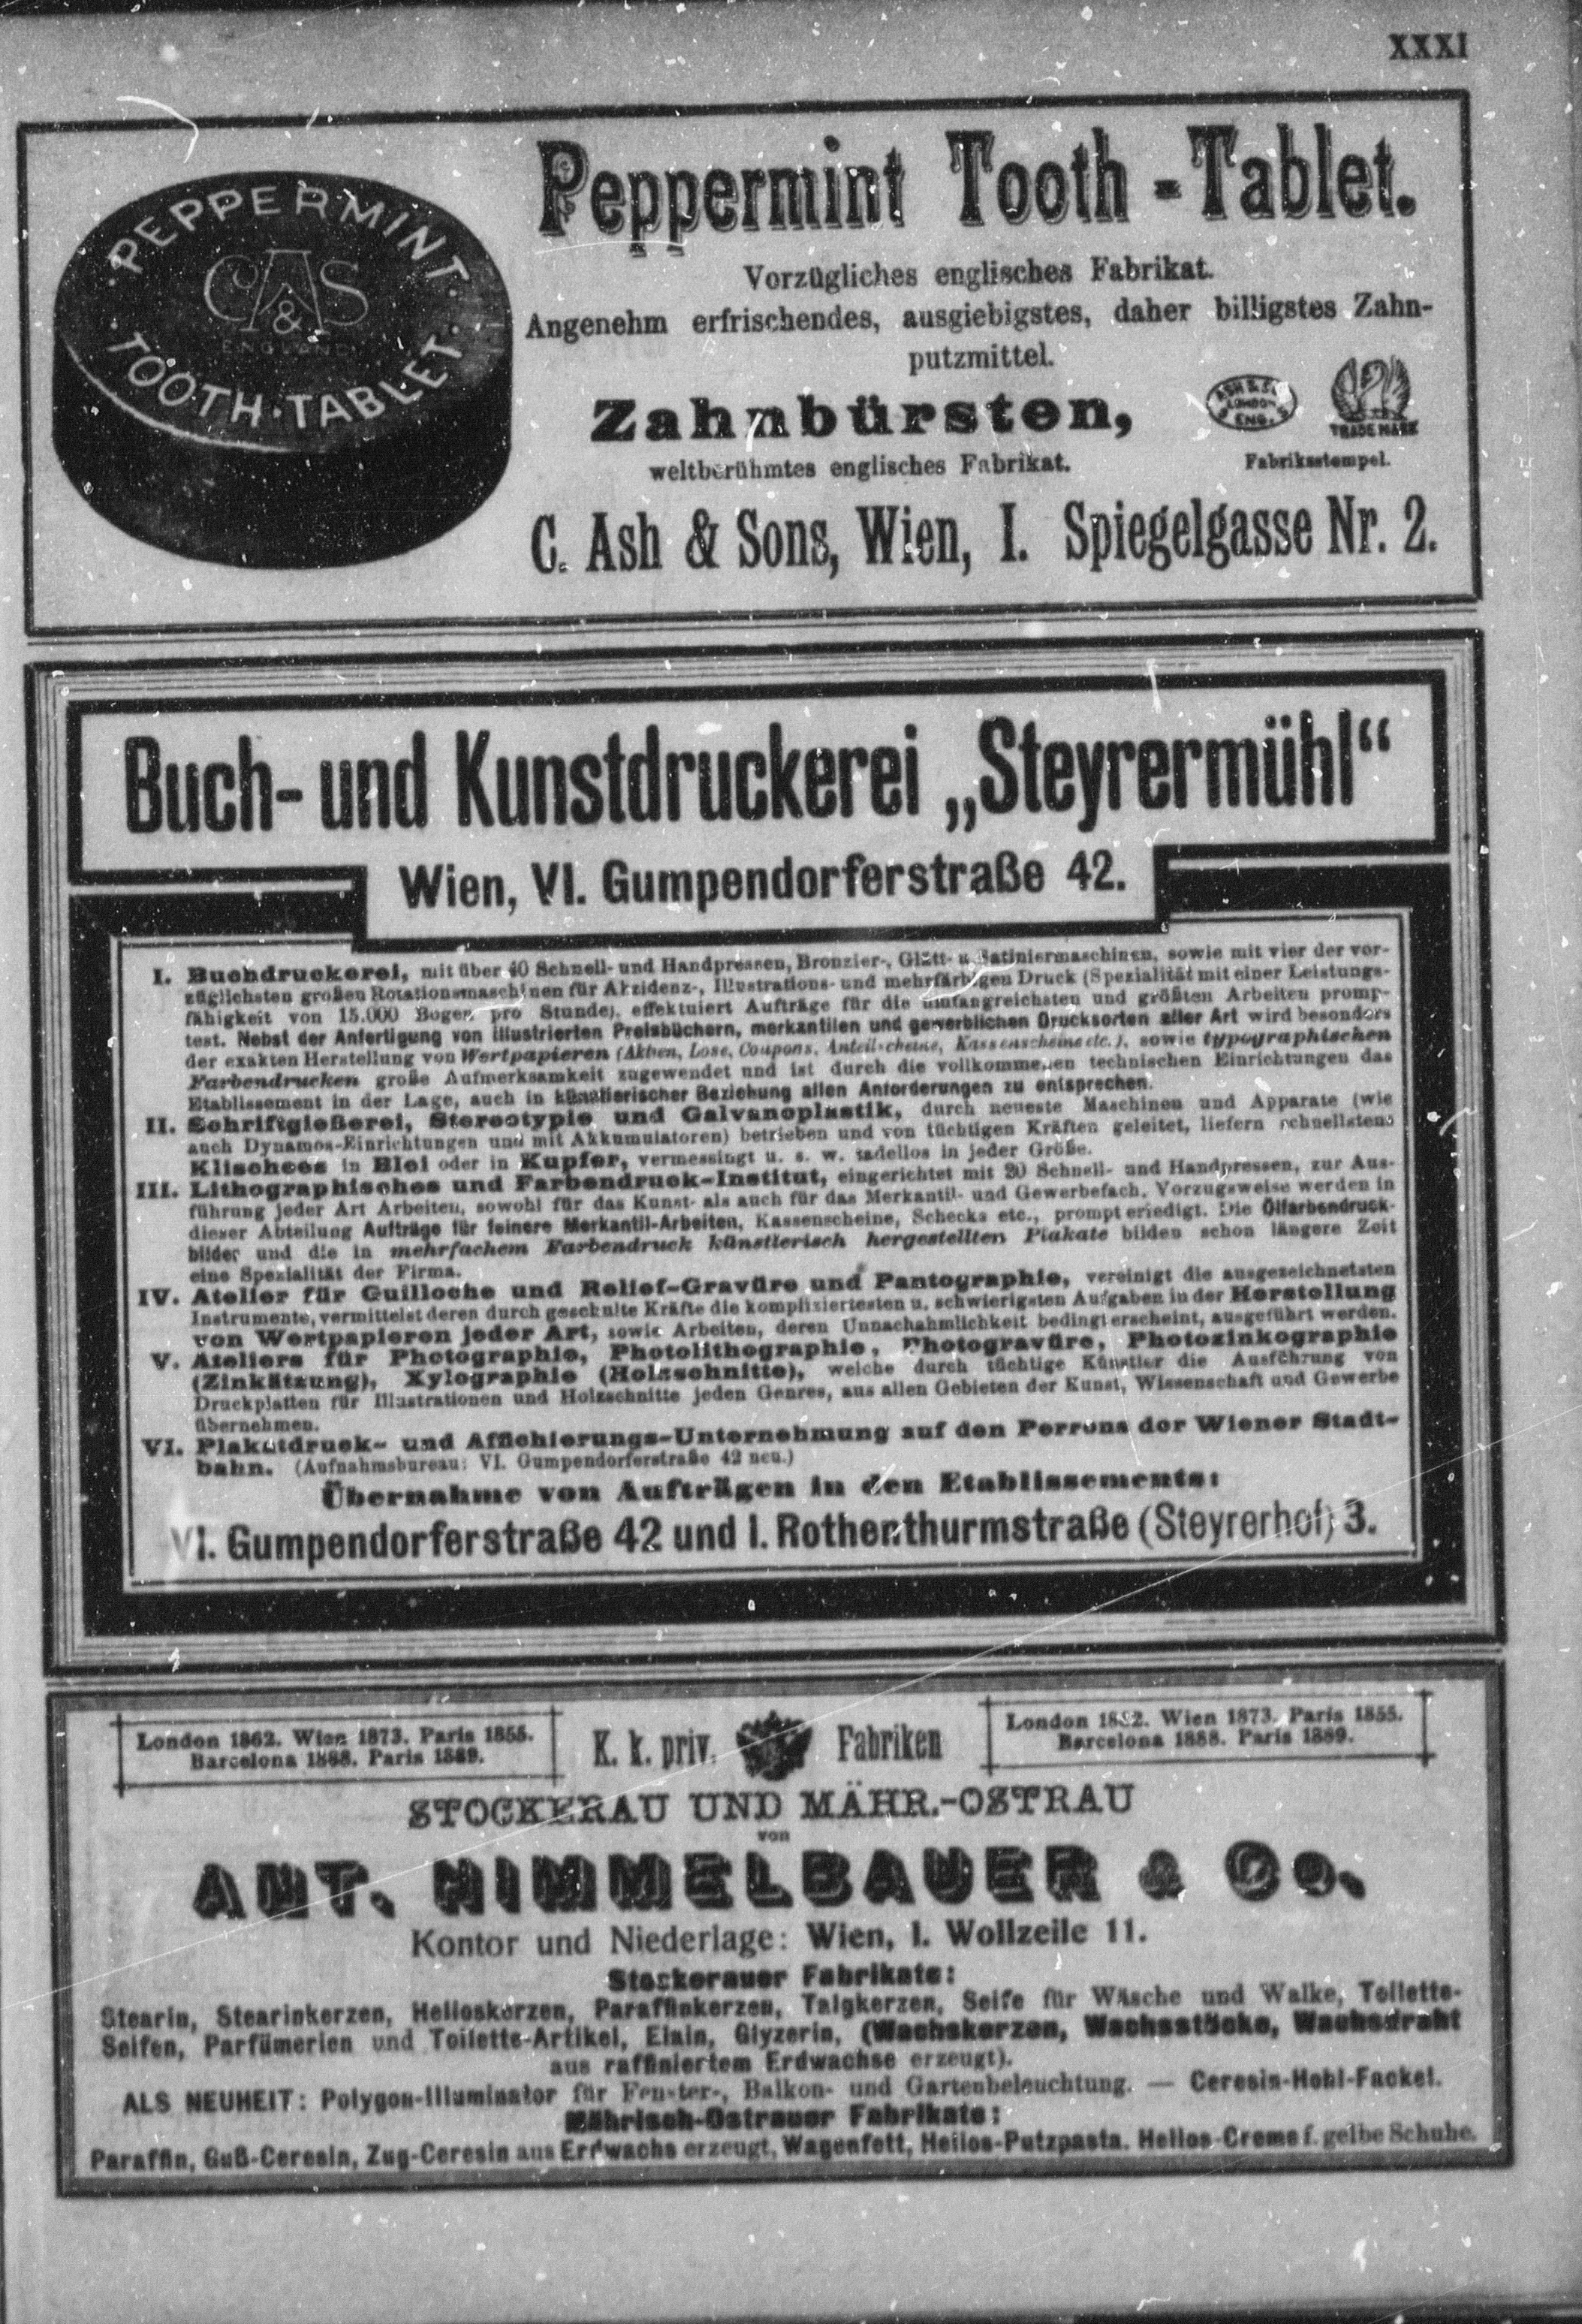 XXXI
PEPPERMINT
C A & S
ENGLAND
TOOTH·TABLET
Peppermint Tooth-Tablet.
Vorzügliches englisches Fabrikat.
Angenehm erfrischendes, ausgiebigstes, daher billigstes Zahn-
putzmittel.
Zahnbürsten,
weltberühmtes englisches Fabrikat.
ASH & S.
LONDON
ENG.
TRADE MARK
Fabriksstempel.
C. Ash & Sons, Wien, I. Spiegelgasse Nr. 2.
Buch- und Kunstdruckerei „Steyrermühl“
Wien, VI. Gumpendorferstraße 42.
I. Buchdruckerei, mit über 40 Schnell- und Handpressen, Bronzier-, Glätt- u. Satiniermaschinen, sowie mit vier der vor-
züglichsten großen Rotationsmaschinen für Akzidenz-, Illustrations- und mehrfarbigen Druck (Spezialität mit einer Leistungs-
fähigkeit von 15.000 Bogen pro Stunde), effektuiert Aufträge für die umfangreichsten und größten Arbeiten promp-
test. Nebst der Anfertigung von illustrierten Preisbüchern, merkantilen und gewerblichen Drucksorten aller Art wird besonders
der exakten Herstellung von Wertpapieren (Aktien, Lose, Coupons, Anteilscheine, Kassenscheine etc.), sowie typographischen
Farbendrucken große Aufmerksamkeit zugewendet und ist durch die vollkommenen technischen Einrichtungen das
Etablissement in der Lage, auch in künstlerischer Beziehung allen Anforderungen zu entsprechen.
II. Schriftgießerei, Stereotypie und Galvanoplastik, durch neueste Maschinen und Apparate (wie
auch Dynamos-Einrichtungen und mit Akkumulatoren) betrieben und von tüchtigen Kräften geleitet, liefern schnellstens
Klischees in Blei oder in Kupfer, vermessingt u. s. w. tadellos in jeder Größe.
III. Lithographisches und Farbendruck-Institut, eingerichtet mit 20 Schnell- und Handpressen, zur Aus-
führung jeder Art Arbeiten, sowohl für das Kunst- als auch für das Merkantil- und Gewerbefach. Vorzugsweise werden in
dieser Abteilung Aufträge für feinere Merkantil-Arbeiten, Kassenscheine, Schecks etc., prompt erledigt. Die Ölfarbendruck-
bilder und die in mehrfachem Farbendruck künstlerisch hergestellten Plakate bilden schon längere Zeit
eine Spezialität der Firma.
IV. Atelier für Guilloche und Relief-Gravüre und Pantographie, vereinigt die ausgezeichnetsten
Instrumente, vermittelst deren durch geschulte Kräfte die kompliziertesten u. schwierigsten Aufgaben in der Herstellung
von Wertpapieren jeder Art, sowie Arbeiten, deren Unnachahmlichkeit bedingt erscheint, ausgeführt werden.
V. Ateliers für Photographie, Photolithographie, Photogravüre, Photozinkographie
(Zinkätzung), Xylographie (Holzschnitte), welche durch tüchtige Künstler die Ausführung von
Druckplatten für Illustrationen und Holzschnitte jeden Genres, aus allen Gebieten der Kunst, Wissenschaft und Gewerbe
übernehmen.
VI. Plakatdruck- und Affichierungs-Unternehmung auf den Perrons der Wiener Stadt-
bahn. (Aufnahmsbureau: VI. Gumpendorferstraße 42 neu.)
Übernahme von Aufträgen in den Etablissements:
VI. Gumpendorferstraße 42 und I. Rothenthurmstraße (Steyrerhof) 3.
London 1862. Wien 1873. Paris 1855.
Barcelona 1888. Paris 1889.
K. k. priv. Fabriken
London 1862. Wien 1873. Paris 1855.
Barcelona 1888. Paris 1889.
STOCKERAU UND MÄHR.-OSTRAU
von
ANT. HIMMELBAUER & Co.
Kontor und Niederlage: Wien, I. Wollzeile 11.
Stockerauer Fabrikate:
Stearin, Stearinkerzen, Helioskerzen, Paraffinkerzen, Talgkerzen, Seife für Wäsche und Walke, Toilette-
Seifen, Parfümerien und Toilette-Artikel, Elain, Glyzerin, (Wachskerzen, Wachsstöcke, Wachsdraht
aus raffiniertem Erdwachse erzeugt).
ALS NEUHEIT: Polygon-Illuminator für Fenster-, Balkon- und Gartenbeleuchtung. — Ceresin-Hohl-Fackel.
Mährisch-Ostrauer Fabrikate:
Paraffin, Guß-Ceresin, Zug-Ceresin aus Erdwachs erzeugt, Wagenfett, Helios-Putzpasta. Helios-Creme f. gelbe Schuhe.